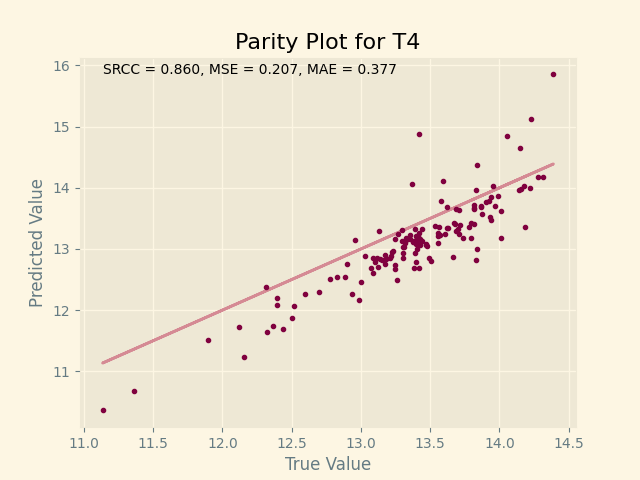 Parity Plot for T4
SRCC = 0.860, MSE = 0.207, MAE = 0.377
16
15
14
13
12
11
Predicted Value
11.0 11.5 12.0 12.5 13.0 13.5 14.0 14.5
True Value